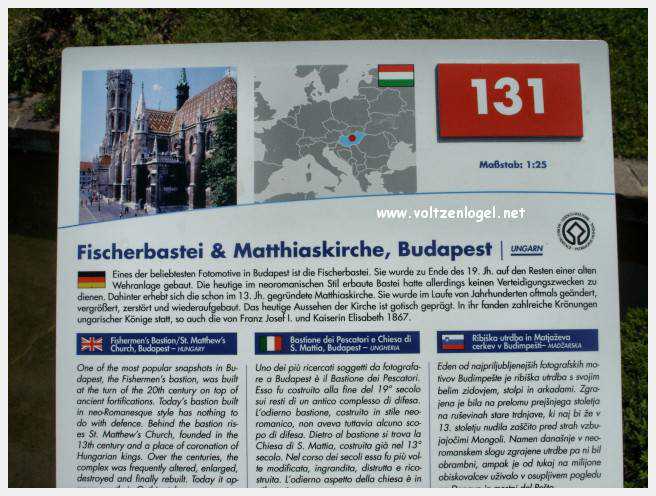 131
Maßstab: 1:25
www.voltzenlogel.net
Fischerbastei & Matthiaskirche, Budapest | UNGARN
Eines der beliebtesten Fotomotive in Budapest ist die Fischerbastei. Sie wurde zu Ende des 19. Jh. auf den Resten einer alten
Wehranlage gebaut. Die heutige im neoromanischen Stil erbaute Bastei hatte allerdings keinen Verteidigungszwecken zu
dienen. Dahinter erhebt sich die schon im 13. Jh. gegründete Matthiaskirche. Sie wurde im Laufe von Jahrhunderten oftmals geändert,
vergrößert, zerstört und wiederaufgebaut. Das heutige Aussehen der Kirche ist gotisch geprägt. In ihr fanden zahlreiche Krönungen
ungarischer Könige statt, so auch die von Franz Josef I. und Kaiserin Elisabeth 1867.
Fishermen's Bastion/St. Matthew's
Church, Budapest – HUNGARY
One of the most popular snapshots in Bu-
dapest, the Fishermen's bastion, was built
at the turn of the 20th century on top of
ancient fortifications. Today's bastion built
in neo-Romanesque style has nothing to
do with defence. Behind the bastion ris-
es St. Matthew's Church, founded in the
13th century and a place of coronation of
Hungarian kings. Over the centuries, the
complex was frequently altered, enlarged,
destroyed and finally rebuilt. Today it ap-
Bastione dei Pescatori e Chiesa di
S. Mattia, Budapest – UNGHERIA
Uno dei più ricercati soggetti da fotografa-
re a Budapest è il Bastione dei Pescatori.
Esso fu costruito alla fine del 19° secolo
sui resti di un antico complesso di difesa.
L'odierno bastione, costruito in stile neo-
romanico, non aveva tuttavia alcuno sco-
po di difesa. Dietro al bastione si trova la
Chiesa di S. Mattia, costruita già nel 13°
secolo. Nel corso dei secoli essa fu più vol-
te modificata, ingrandita, distrutta e rico-
struita. L'odierno aspetto della chiesa è in
Ribiška utrdba in Matjaževa
cerkev v Budimpešti– MADŽARSKA
Eden od najpriljubljenejših fotografskih mo-
tivov Budimpešte je ribiška utrdba s svojim
belim zidovjem, stolpi in arkadami. Zgra-
jena je bila na prelomu prejšnjega stoletja
na ruševinah stare trdnjave, ki naj bi že v
13. stoletju nudila zaščito pred strah vzbu-
jajočimi Mongoli. Namen današnje v neo-
romanskem slogu zgrajene utrdbe pa ni bil
obrambni, ampak je od tukaj na milijone
obiskovalcev uživalo v osupljivem pogledu